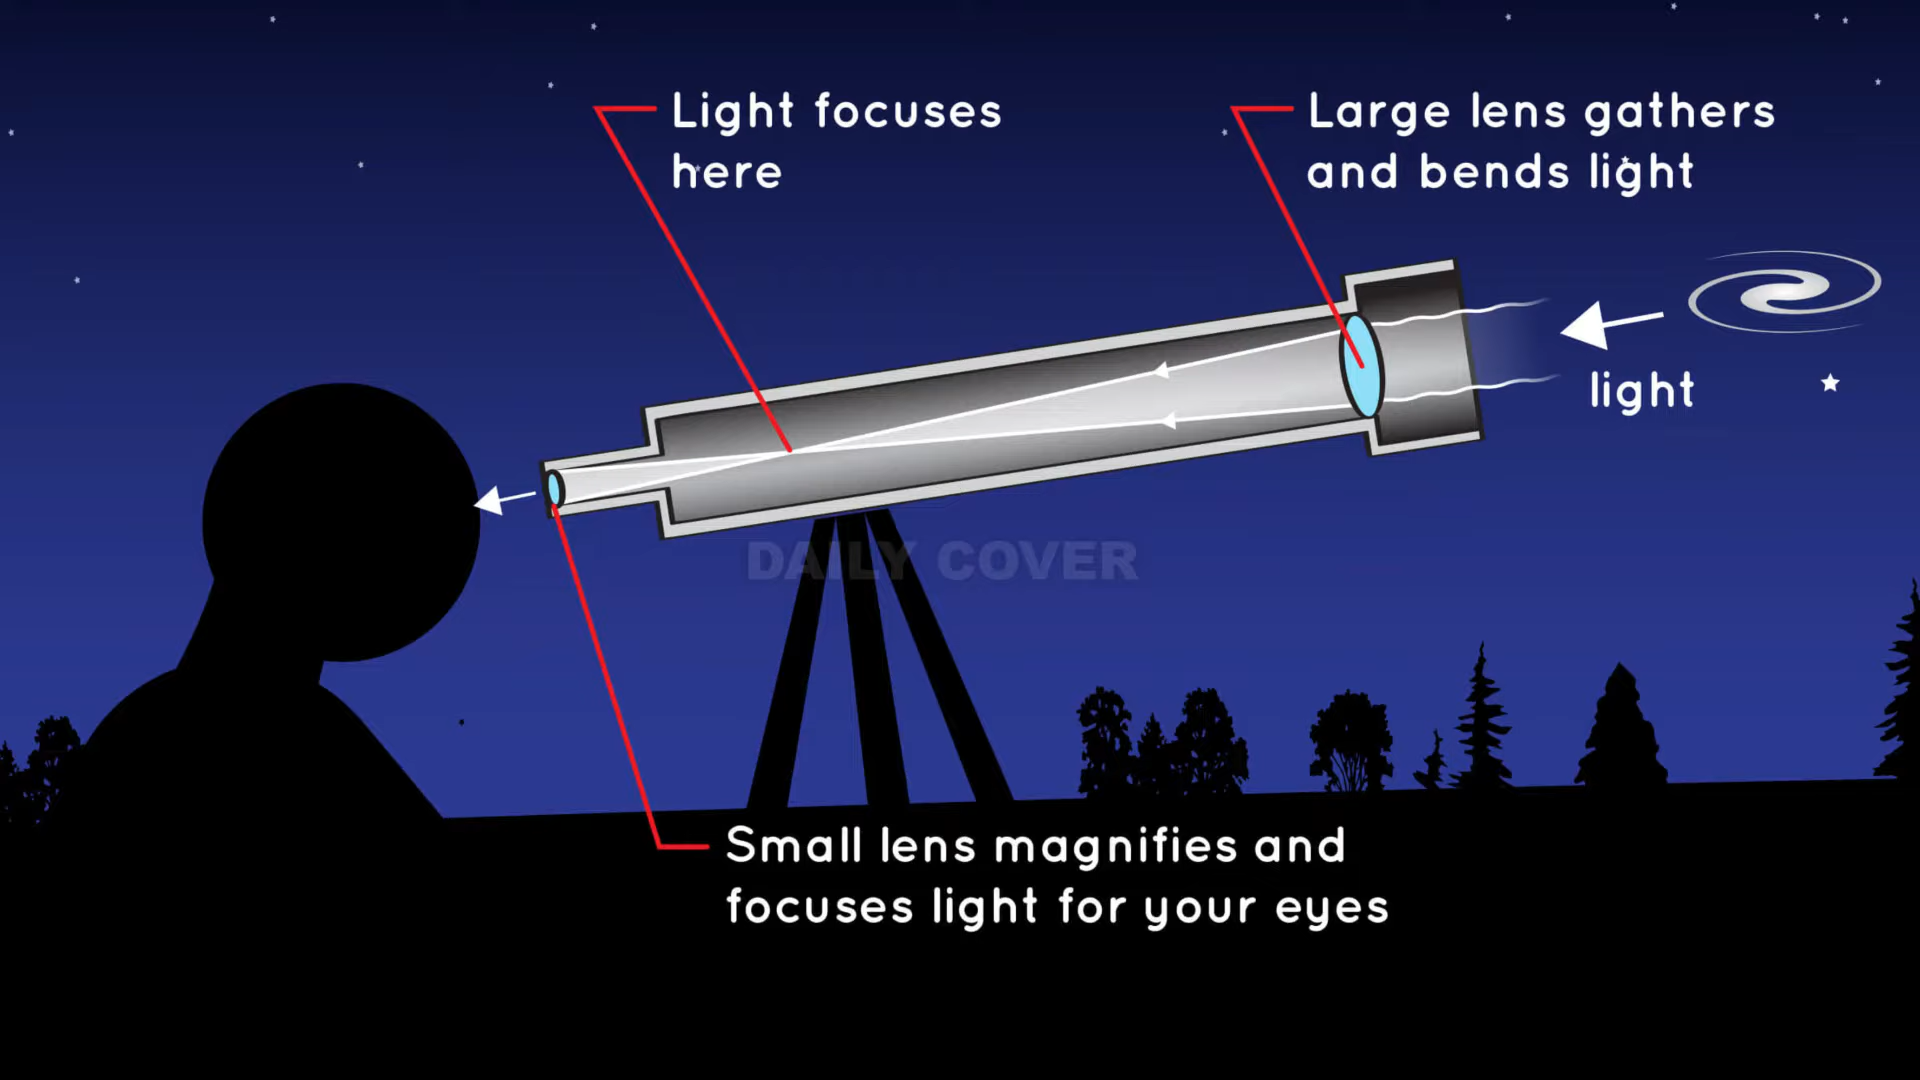 Light focuses
here
Large lens gathers
and bends light
light
DAILY COVER
Small lens magnifies and
focuses light for your eyes